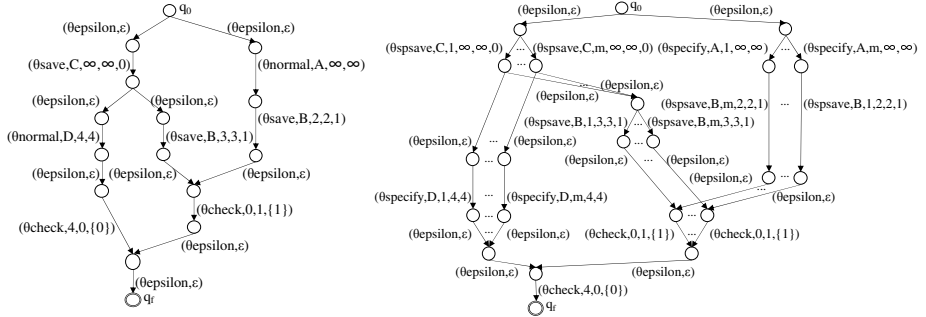 q0
(θepsilon,ε) (θepsilon,ε)
(θsave,C,∞,∞,0) (θnormal,A,∞,∞)
(θepsilon,ε) (θepsilon,ε)
(θnormal,D,4,4) (θsave,B,3,3,1) (θsave,B,2,2,1)
(θepsilon,ε) (θepsilon,ε) (θepsilon,ε)
(θcheck,4,0,{0}) (θcheck,0,1,{1})
(θepsilon,ε)
(θepsilon,ε)
qf
(θepsilon,ε) q0 (θepsilon,ε)
(θspsave,C,1,∞,∞,0) ... (θspsave,C,m,∞,∞,0) (θspecify,A,1,∞,∞) ... (θspecify,A,m,∞,∞)
... ...
... (θepsilon,ε)
(θspsave,B,m,2,2,1) ... (θspsave,B,1,2,2,1)
(θspsave,B,1,3,3,1) ... (θspsave,B,m,3,3,1)
(θepsilon,ε) ... (θepsilon,ε) ...
... (θepsilon,ε) ... (θepsilon,ε)
(θepsilon,ε) ...
(θspecify,D,1,4,4) ... (θspecify,D,m,4,4) ... (θepsilon,ε)
... ...
(θepsilon,ε) ... (θepsilon,ε) (θcheck,0,1,{1}) ... (θcheck,0,1,{1})
(θepsilon,ε) (θepsilon,ε)
(θcheck,4,0,{0})
qf